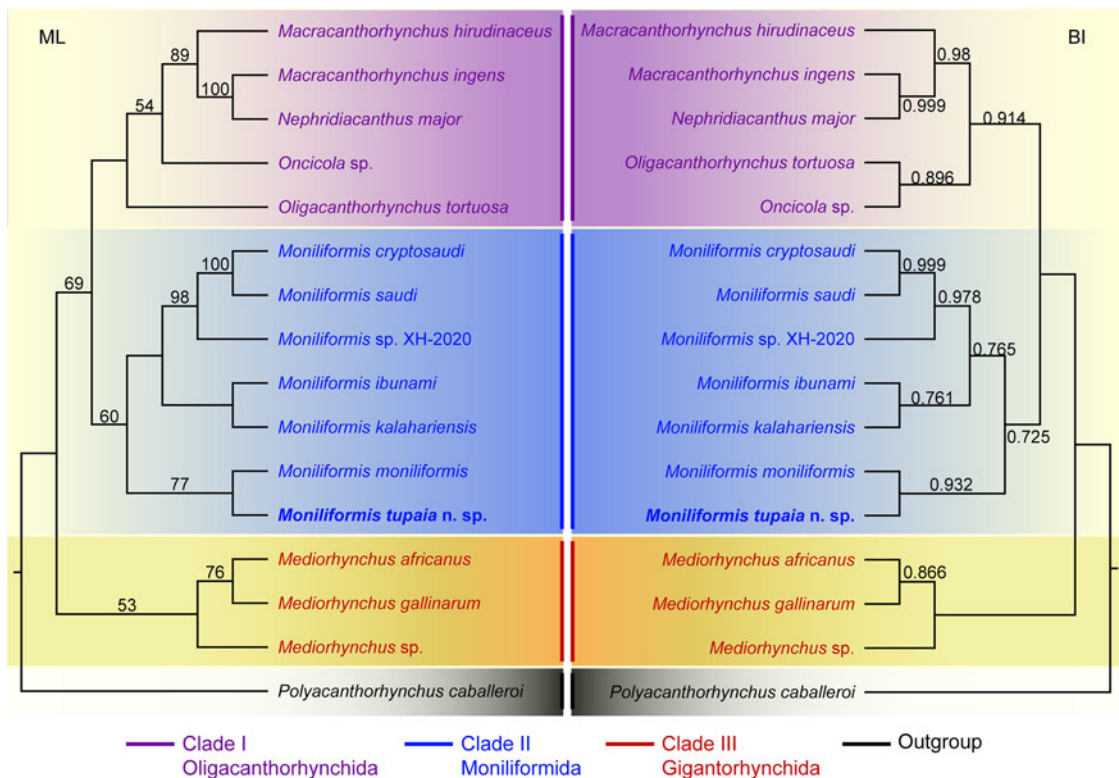 ML
BI
Macracanthorhynchus hirudinaceus
Macracanthorhynchus ingens
Nephridiacanthus major
Oncicola sp.
Oligacanthorhynchus tortuosa
Moniliformis cryptosaudi
Moniliformis saudi
Moniliformis sp. XH-2020
Moniliformis ibunami
Moniliformis kalahariensis
Moniliformis moniliformis
Moniliformis tupaia n. sp.
Mediorhynchus africanus
Mediorhynchus gallinarum
Mediorhynchus sp.
Polyacanthorhynchus caballeroi
89
100
54
69
100
98
60
77
76
53
Macracanthorhynchus hirudinaceus
Macracanthorhynchus ingens
Nephridiacanthus major
Oligacanthorhynchus tortuosa
Oncicola sp.
Moniliformis cryptosaudi
Moniliformis saudi
Moniliformis sp. XH-2020
Moniliformis ibunami
Moniliformis kalahariensis
Moniliformis moniliformis
Moniliformis tupaia n. sp.
Mediorhynchus africanus
Mediorhynchus gallinarum
Mediorhynchus sp.
Polyacanthorhynchus caballeroi
0.98
0.999
0.914
0.896
0.999
0.978
0.765
0.761
0.725
0.932
0.866
Clade I
Oligacanthorhynchida
Clade II
Moniliformida
Clade III
Gigantorhynchida
Outgroup